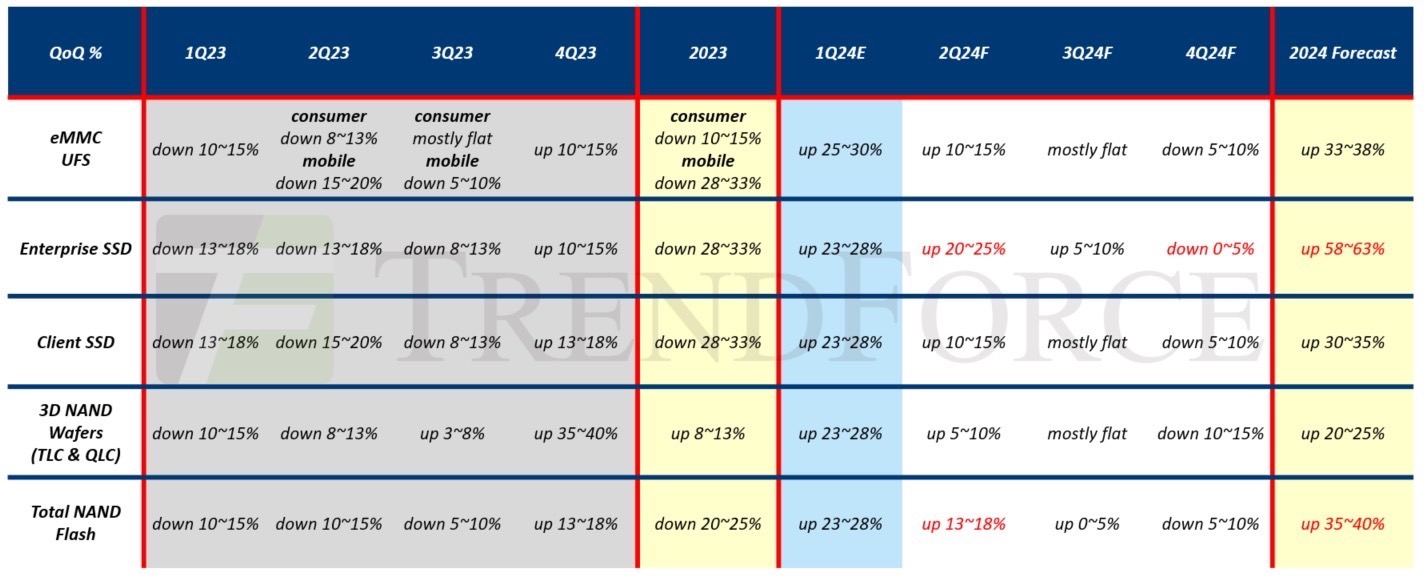 QoQ % 1Q23 2Q23 3Q23 4Q23 2023 1Q24E 2Q24F 3Q24F 4Q24F 2024 Forecast
eMMC
UFS
down 10~15%
consumer
down 8~13%
mobile
down 15~20%
consumer
mostly flat
mobile
down 5~10%
up 10~15%
consumer
down 10~15%
mobile
down 28~33%
up 25~30%
up 10~15%
mostly flat
down 5~10%
up 33~38%
Enterprise SSD down 13~18% down 13~18% down 8~13% up 10~15% down 28~33% up 23~28% up 20~25% up 5~10% down 0~5% up 58~63%
TRENDFORCE
Client SSD down 13~18% down 15~20% down 8~13% up 13~18% down 28~33% up 23~28% up 10~15% mostly flat down 5~10% up 30~35%
3D NAND
Wafers
(TLC & QLC)
down 10~15% down 8~13% up 3~8% up 35~40% up 8~13% up 23~28% up 5~10% mostly flat down 10~15% up 20~25%
Total NAND
Flash
down 10~15% down 10~15% down 5~10% up 13~18% down 20~25% up 23~28% up 13~18% up 0~5% down 5~10% up 35~40%